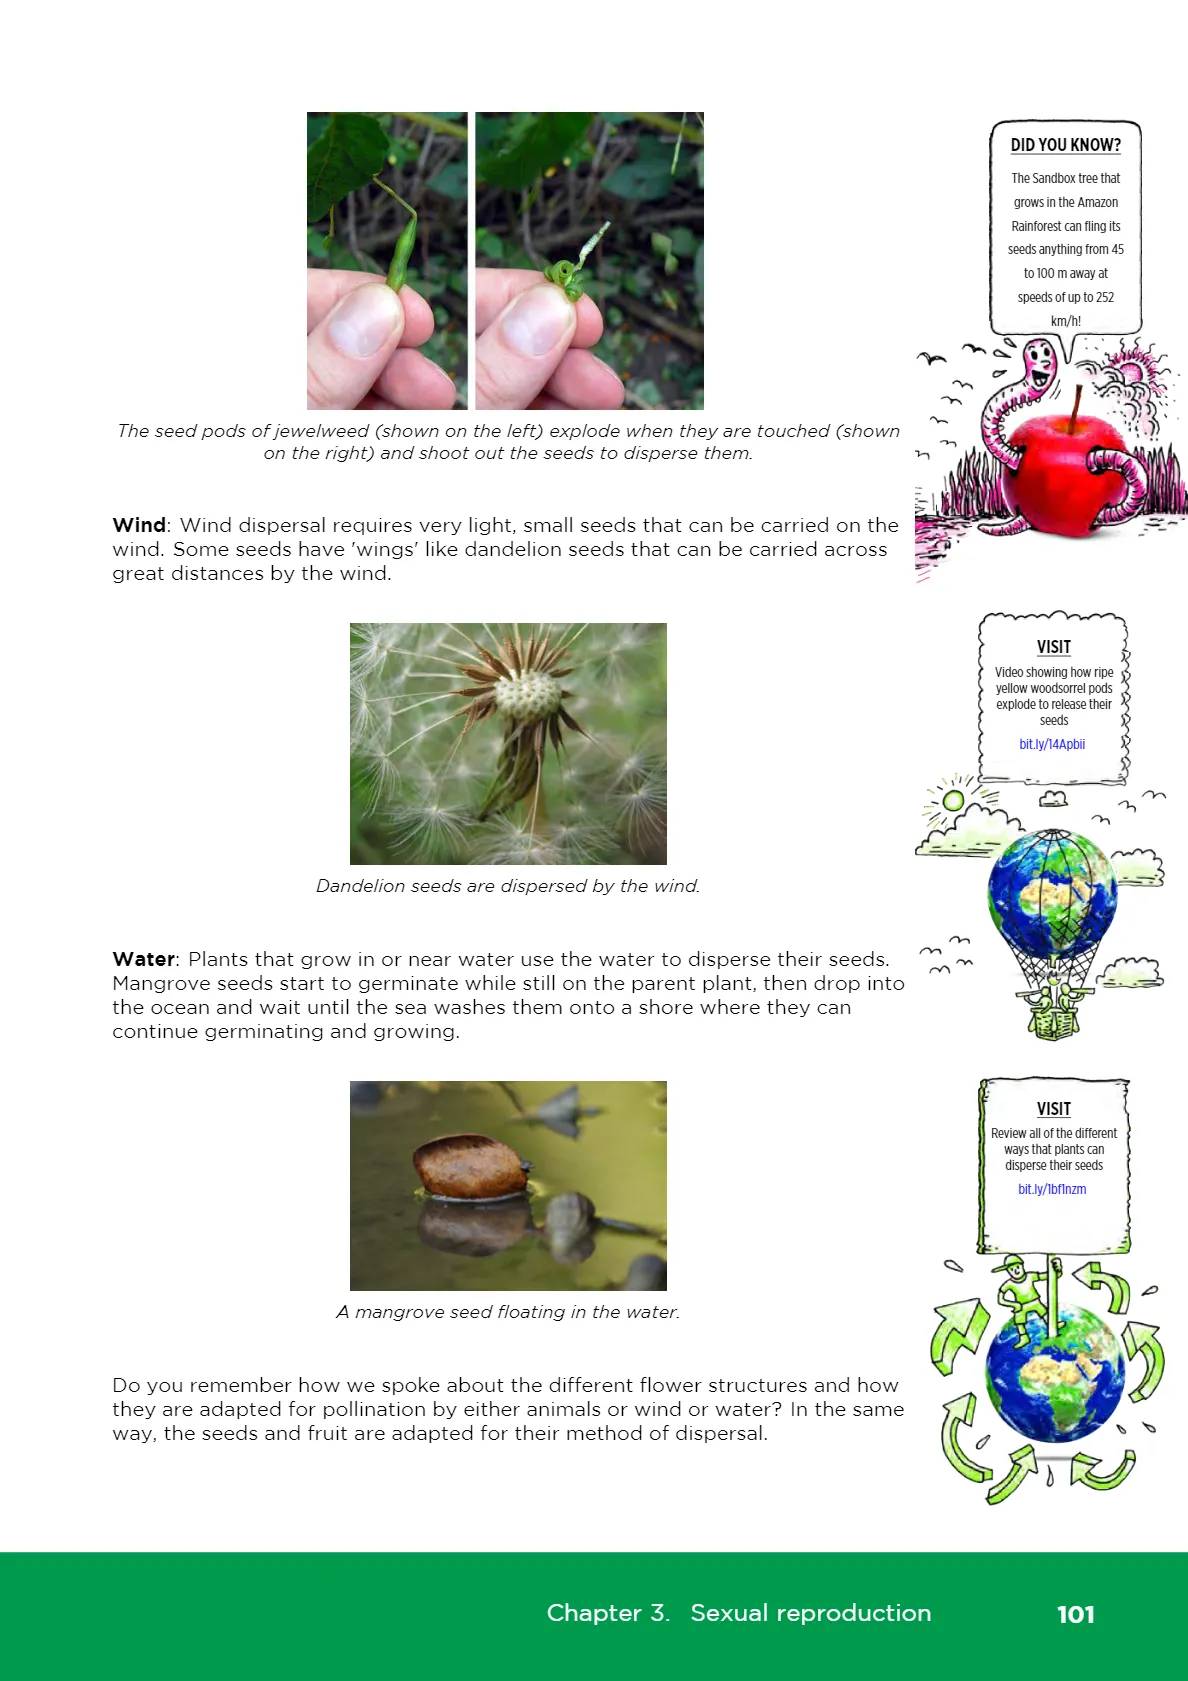 DID YOU KNOW?
The Sandbox tree that
grows in the Amazon
Rainforest can fling its
seeds anything from 45
to 100 m away at
speeds of up to 252
km/h!
The seed pods of jewelweed (shown on the left) explode when they are touched (shown
on the right) and shoot out the seeds to disperse them.
Wind: Wind dispersal requires very light, small seeds that can be carried on the
wind. Some seeds have 'wings' like dandelion seeds that can be carried across
great distances by the wind.
VISIT
Video showing how ripe
yellow woodsorrel pods
explode to release their
seeds
bit.ly/14Apbii
Dandelion seeds are dispersed by the wind.
Water: Plants that grow in or near water use the water to disperse their seeds.
Mangrove seeds start to germinate while still on the parent plant, then drop into
the ocean and wait until the sea washes them onto a shore where they can
continue germinating and growing.
VISIT
Review all of the different
ways that plants can
disperse their seeds
bit.ly/1bf1nzm
A mangrove seed floating in the water.
Do you remember how we spoke about the different flower structures and how
they are adapted for pollination by either animals or wind or water? In the same
way, the seeds and fruit are adapted for their method of dispersal.
Chapter 3. Sexual reproduction 101